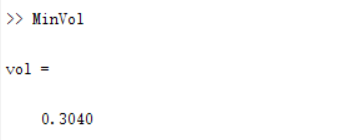 >> MinVol
vol =
0.3040